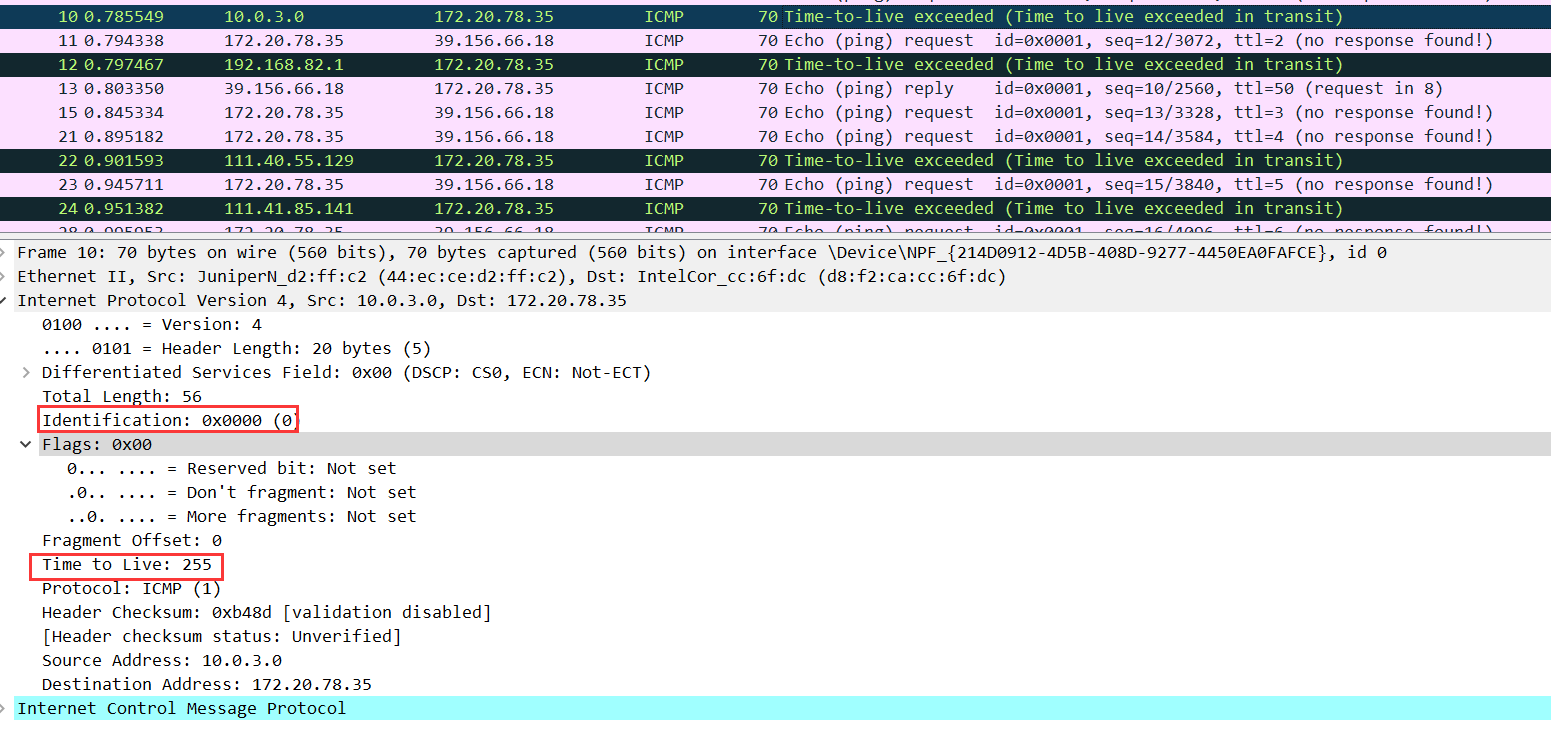 10 0.785549 10.0.3.0 172.20.78.35 ICMP 70 Time-to-live exceeded (Time to live exceeded in transit)
11 0.794338 172.20.78.35 39.156.66.18 ICMP 70 Echo (ping) request id=0x0001, seq=12/3072, ttl=2 (no response found!)
12 0.797467 192.168.82.1 172.20.78.35 ICMP 70 Time-to-live exceeded (Time to live exceeded in transit)
13 0.803350 39.156.66.18 172.20.78.35 ICMP 70 Echo (ping) reply id=0x0001, seq=10/2560, ttl=50 (request in 8)
15 0.845334 172.20.78.35 39.156.66.18 ICMP 70 Echo (ping) request id=0x0001, seq=13/3328, ttl=3 (no response found!)
21 0.895182 172.20.78.35 39.156.66.18 ICMP 70 Echo (ping) request id=0x0001, seq=14/3584, ttl=4 (no response found!)
22 0.901593 111.40.55.129 172.20.78.35 ICMP 70 Time-to-live exceeded (Time to live exceeded in transit)
23 0.945711 172.20.78.35 39.156.66.18 ICMP 70 Echo (ping) request id=0x0001, seq=15/3840, ttl=5 (no response found!)
24 0.951382 111.41.85.141 172.20.78.35 ICMP 70 Time-to-live exceeded (Time to live exceeded in transit)
Frame 10: 70 bytes on wire (560 bits), 70 bytes captured (560 bits) on interface \Device\NPF_{214D0912-4D5B-408D-9277-4450EA0FAFCE}, id 0
Ethernet II, Src: JuniperN_d2:ff:c2 (44:ec:ce:d2:ff:c2), Dst: IntelCor_cc:6f:dc (d8:f2:ca:cc:6f:dc)
Internet Protocol Version 4, Src: 10.0.3.0, Dst: 172.20.78.35
0100 .... = Version: 4
.... 0101 = Header Length: 20 bytes (5)
Differentiated Services Field: 0x00 (DSCP: CS0, ECN: Not-ECT)
Total Length: 56
Identification: 0x0000 (0)
Flags: 0x00
0... .... = Reserved bit: Not set
.0.. .... = Don't fragment: Not set
..0. .... = More fragments: Not set
Fragment Offset: 0
Time to Live: 255
Protocol: ICMP (1)
Header Checksum: 0xb48d [validation disabled]
[Header checksum status: Unverified]
Source Address: 10.0.3.0
Destination Address: 172.20.78.35
Internet Control Message Protocol